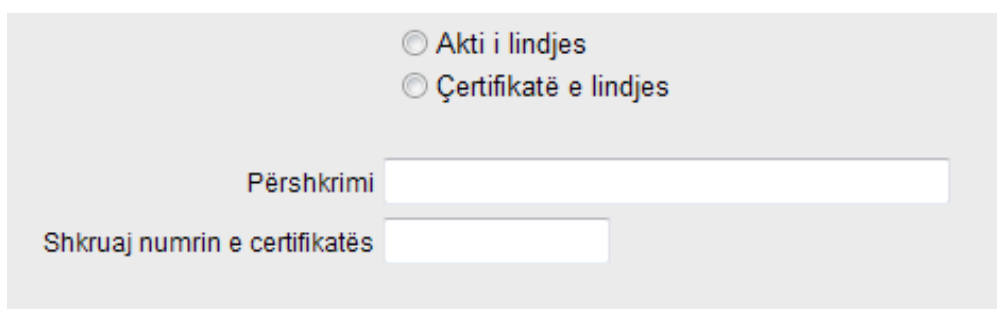 Akti i lindjes
Çertifikatë e lindjes
Përshkrimi
Shkruaj numrin e certifikatës